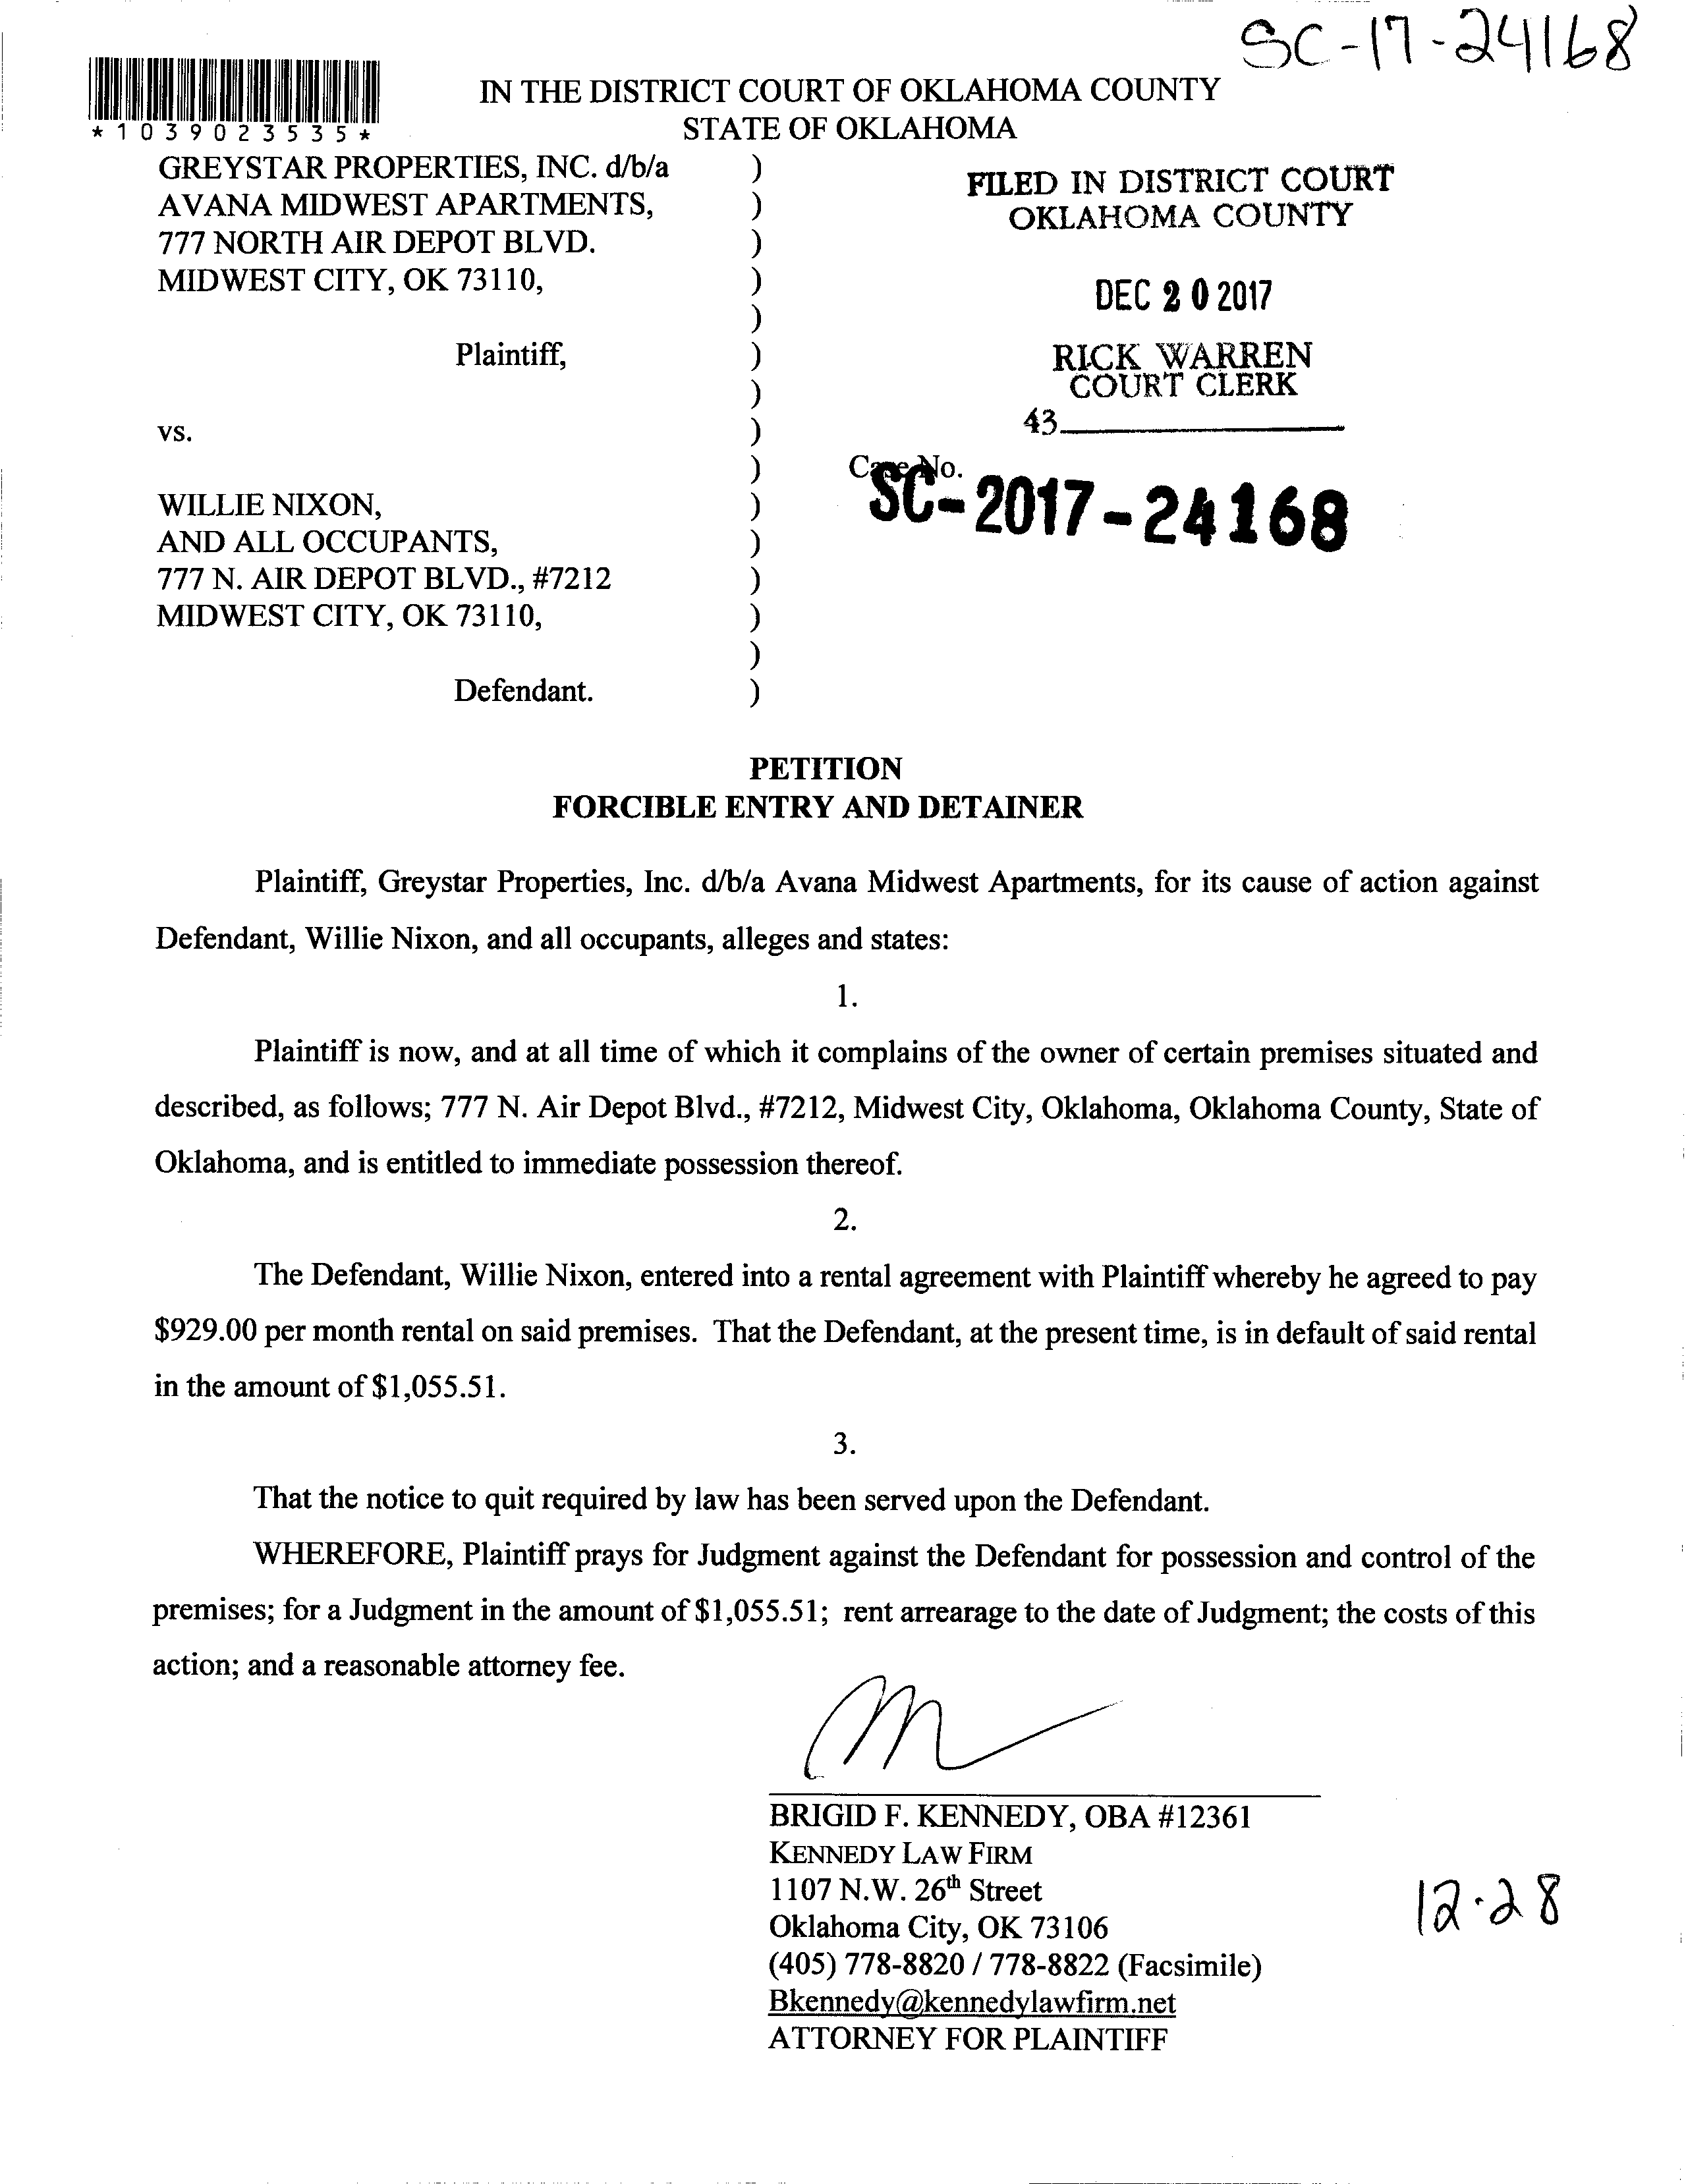 SC-17-24168
IN THE DISTRICT COURT OF OKLAHOMA COUNTY
*1039023535*
STATE OF OKLAHOMA
GREYSTAR PROPERTIES, INC. d/b/a )
AVANA MIDWEST APARTMENTS, )
777 NORTH AIR DEPOT BLVD. )
MIDWEST CITY, OK 73110, )
)
Plaintiff, )
)
vs. )
)
WILLIE NIXON, )
AND ALL OCCUPANTS, )
777 N. AIR DEPOT BLVD., #7212 )
MIDWEST CITY, OK 73110, )
)
Defendant. )
FILED IN DISTRICT COURT
OKLAHOMA COUNTY
DEC 20 2017
RICK WARREN
COURT CLERK
43
Case No.
SC-2017-24168
PETITION
FORCIBLE ENTRY AND DETAINER
Plaintiff, Greystar Properties, Inc. d/b/a Avana Midwest Apartments, for its cause of action against
Defendant, Willie Nixon, and all occupants, alleges and states:
1.
Plaintiff is now, and at all time of which it complains of the owner of certain premises situated and
described, as follows; 777 N. Air Depot Blvd., #7212, Midwest City, Oklahoma, Oklahoma County, State of
Oklahoma, and is entitled to immediate possession thereof.
2.
The Defendant, Willie Nixon, entered into a rental agreement with Plaintiff whereby he agreed to pay
$929.00 per month rental on said premises. That the Defendant, at the present time, is in default of said rental
in the amount of $1,055.51.
3.
That the notice to quit required by law has been served upon the Defendant.
WHEREFORE, Plaintiff prays for Judgment against the Defendant for possession and control of the
premises; for a Judgment in the amount of $1,055.51; rent arrearage to the date of Judgment; the costs of this
action; and a reasonable attorney fee.
BRIGID F. KENNEDY, OBA #12361
KENNEDY LAW FIRM
1107 N.W. 26th Street
Oklahoma City, OK 73106
(405) 778-8820 / 778-8822 (Facsimile)
Bkennedy@kennedylawfirm.net
ATTORNEY FOR PLAINTIFF
12.28